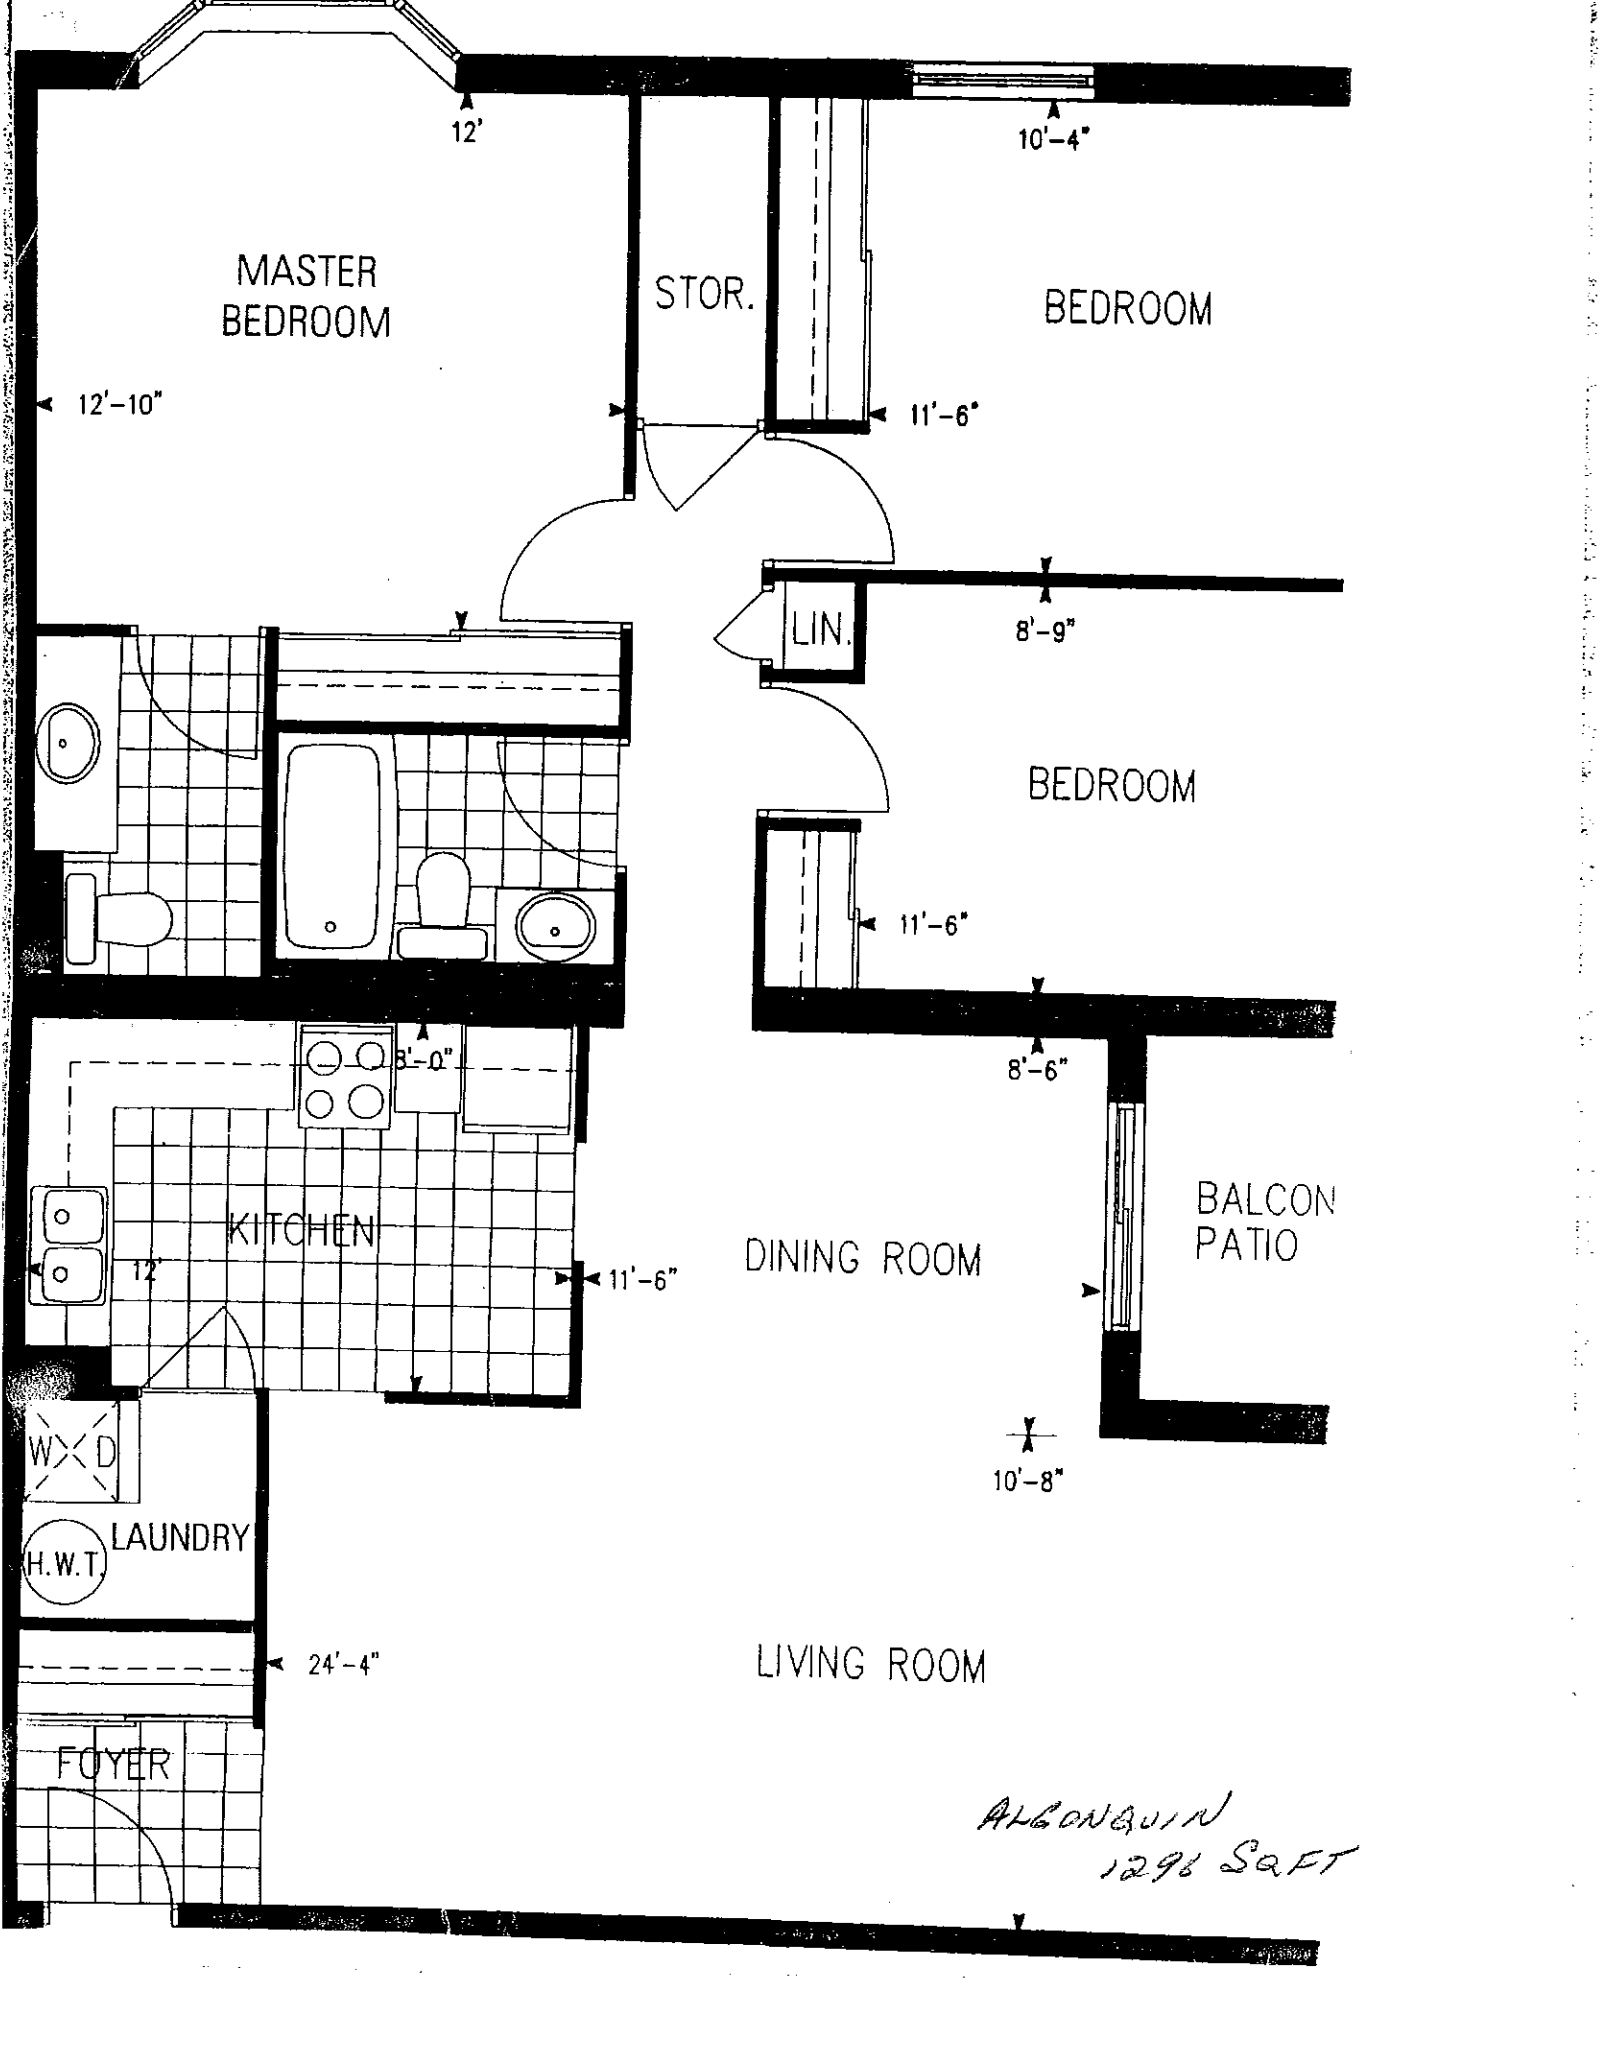 12'
10'-4"
MASTER
BEDROOM
STOR.
BEDROOM
12'-10"
11'-6"
LIN.
8'-9"
BEDROOM
11'-6"
8'-0"
8'-6"
KITCHEN
12'
11'-6"
DINING ROOM
BALCON
PATIO
W D
10'-8"
LAUNDRY
H.W.T.
24'-4"
LIVING ROOM
FOYER
ALGONQUIN
1296 SQ FT